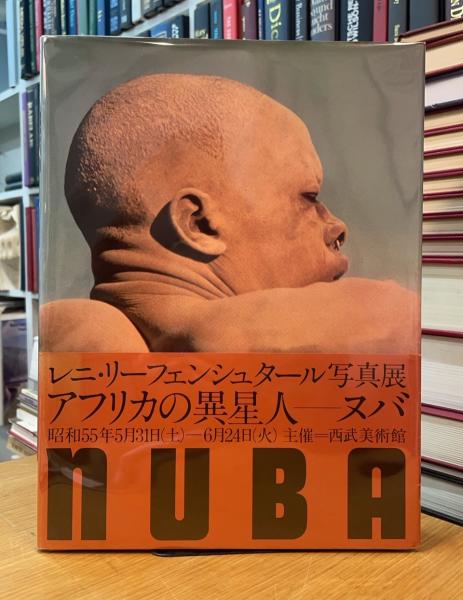 レニ・リーフェンシュタール写真展
アフリカの異星人——ヌバ
昭和55年5月31日(土)—6月24日(火) 主催=西武美術館
nUBA